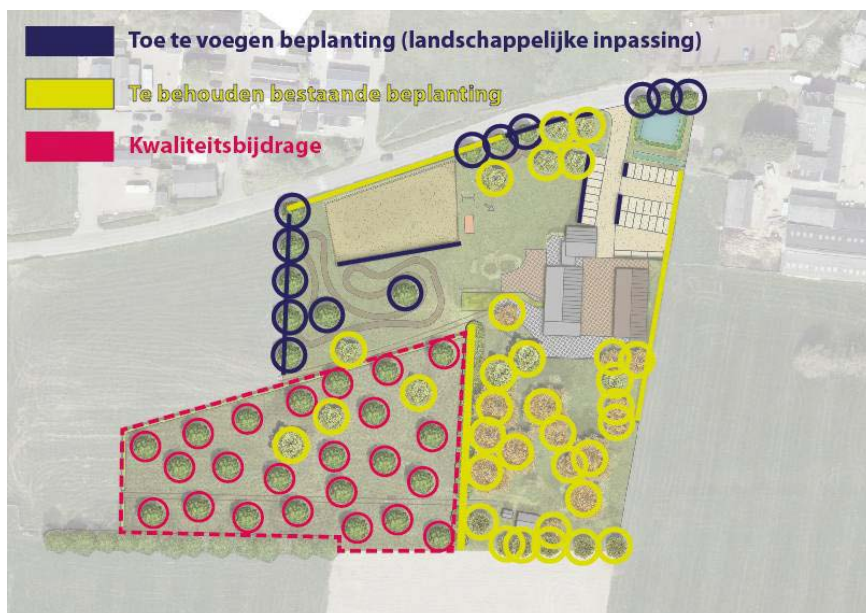 Toe te voegen beplanting (landschappelijke inpassing)
Te behouden bestaande beplanting
Kwaliteitsbijdrage